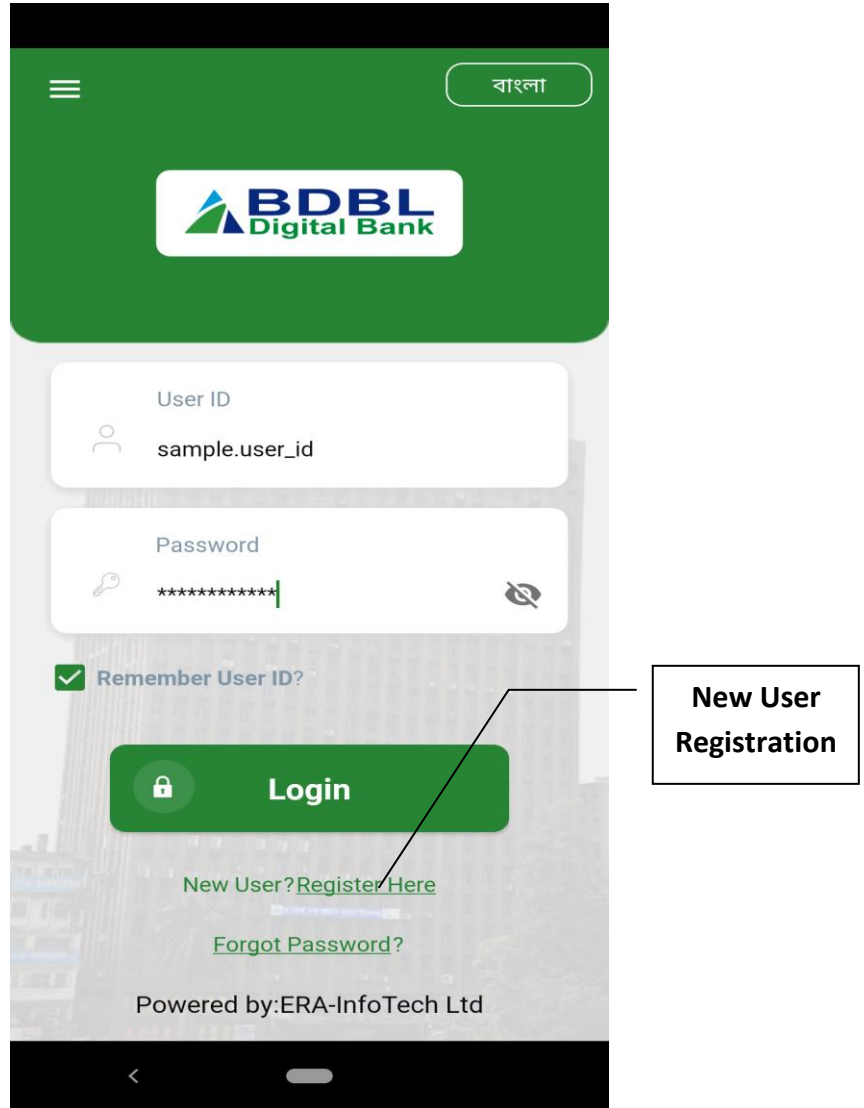 বাংলা
BDBL
Digital Bank
User ID
sample.user_id
Password
************
Remember User ID?
New User
Registration
Login
New User?Register Here
Forgot Password?
Powered by:ERA-InfoTech Ltd